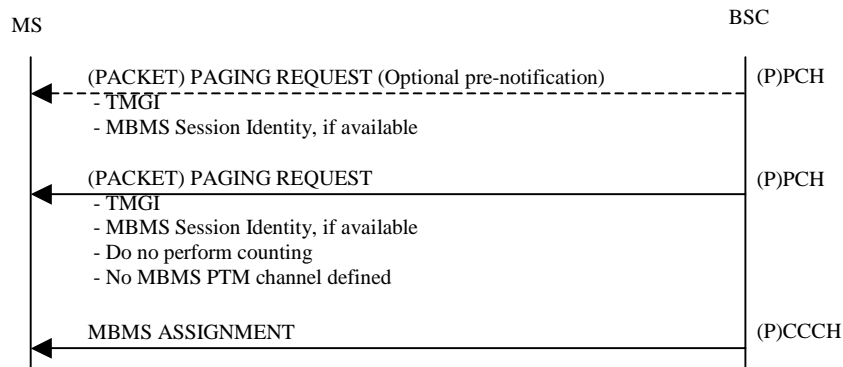 MS
BSC
(PACKET) PAGING REQUEST (Optional pre-notification)
(P)PCH
- TMGI
- MBMS Session Identity, if available
(PACKET) PAGING REQUEST
(P)PCH
- TMGI
- MBMS Session Identity, if available
- Do no perform counting
- No MBMS PTM channel defined
MBMS ASSIGNMENT
(P)CCCH